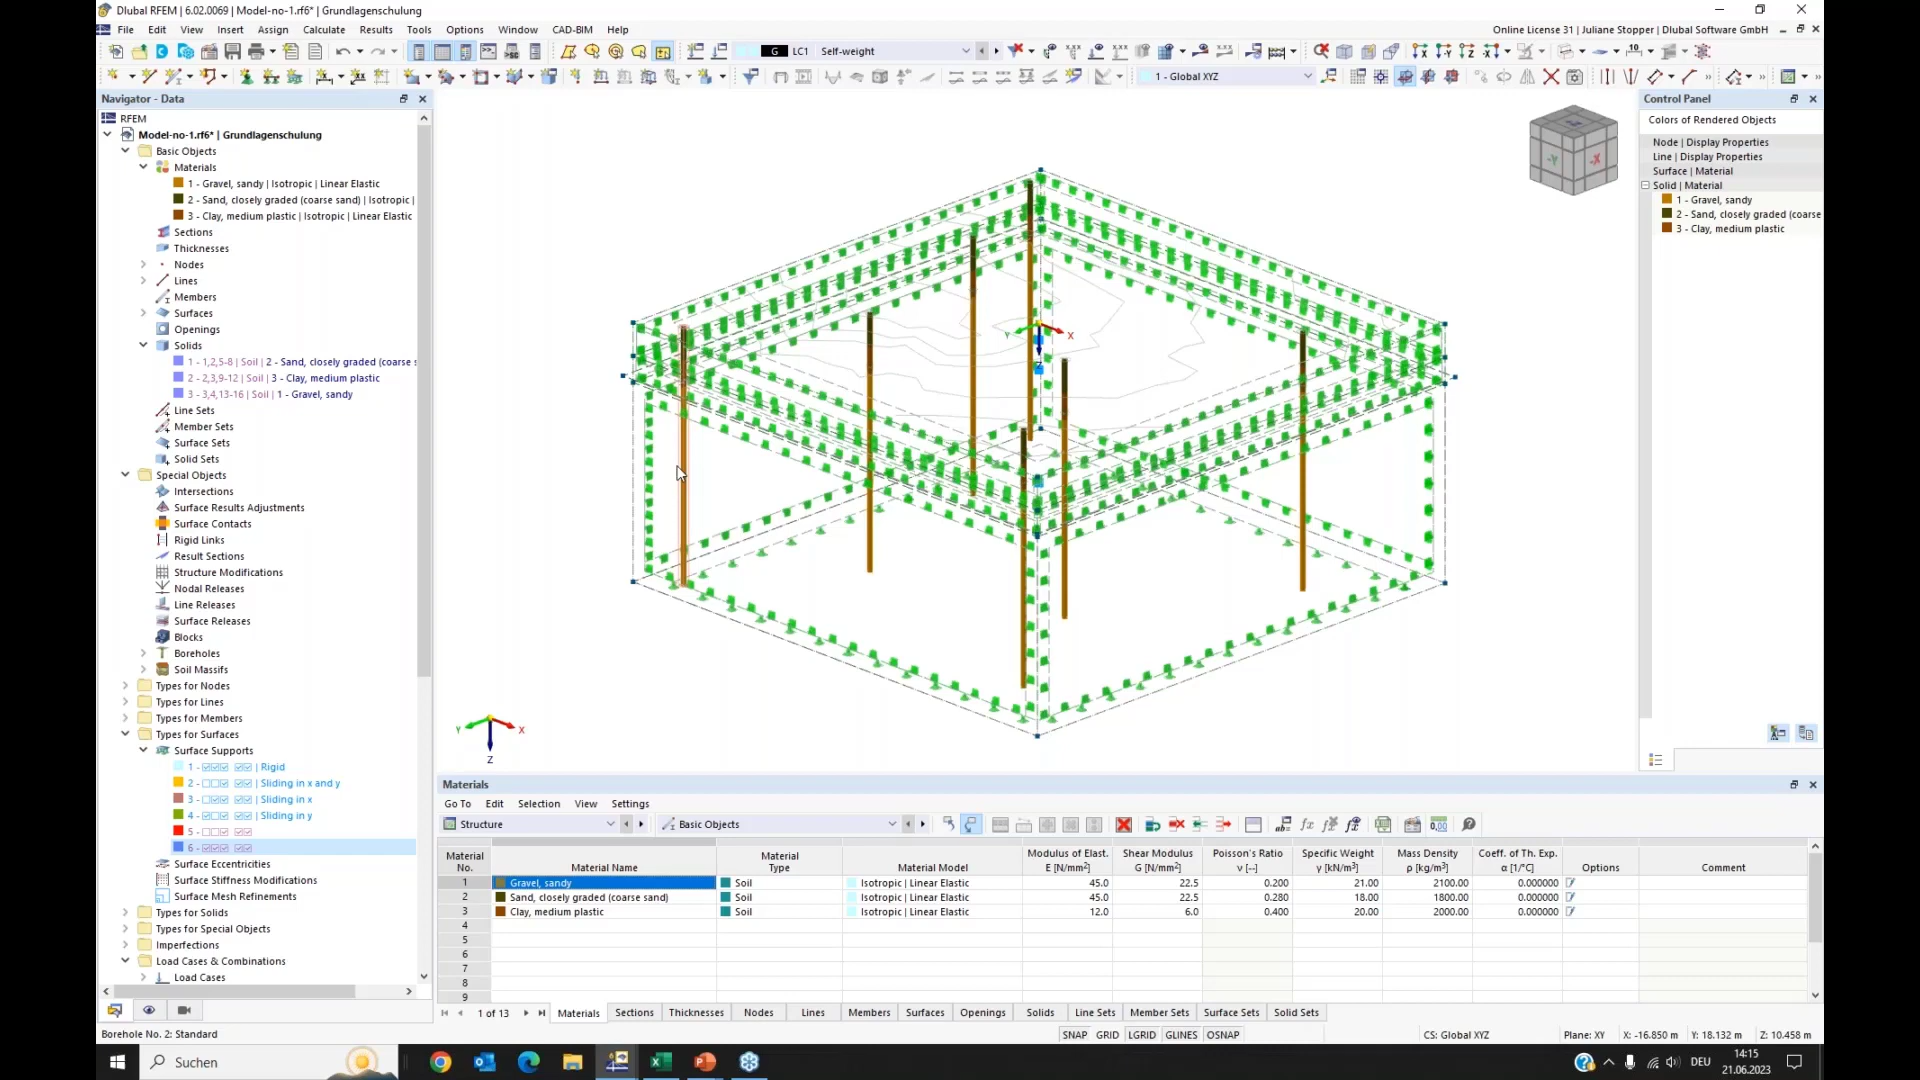 Dlubal RFEM | 6.02.0069 | Model-no-1.rf6* | Grundlagenschulung
File Edit View Insert Assign Calculate Results Tools Options Window CAD-BIM Help
Online License 31 | Juliane Stopper | Dlubal Software GmbH
G LC1 Self-weight
1 - Global XYZ
Navigator - Data
RFEM
Model-no-1.rf6* | Grundlagenschulung
Basic Objects
Materials
1 - Gravel, sandy | Isotropic | Linear Elastic
2 - Sand, closely graded (coarse sand) | Isotropic |
3 - Clay, medium plastic | Isotropic | Linear Elastic
Sections
Thicknesses
Nodes
Lines
Members
Surfaces
Openings
Solids
1 - 1,2,5-8 | Soil | 2 - Sand, closely graded (coarse s
2 - 2,3,9-12 | Soil | 3 - Clay, medium plastic
3 - 3,4,13-16 | Soil | 1 - Gravel, sandy
Line Sets
Member Sets
Surface Sets
Solid Sets
Special Objects
Intersections
Surface Results Adjustments
Surface Contacts
Rigid Links
Result Sections
Structure Modifications
Nodal Releases
Line Releases
Surface Releases
Blocks
Boreholes
Soil Massifs
Types for Nodes
Types for Lines
Types for Members
Types for Surfaces
Surface Supports
1 - | Rigid
2 - | Sliding in x and y
3 - | Sliding in x
4 - | Sliding in y
5 -
6 -
Surface Eccentricities
Surface Stiffness Modifications
Surface Mesh Refinements
Types for Solids
Types for Special Objects
Imperfections
Load Cases & Combinations
Load Cases
Y X
Z
Y X
Z
-Y -X
Control Panel
Colors of Rendered Objects
Node | Display Properties
Line | Display Properties
Surface | Material
Solid | Material
1 - Gravel, sandy
2 - Sand, closely graded (coarse
3 - Clay, medium plastic
Materials
Go To Edit Selection View Settings
Structure Basic Objects
Material No. Material Name Material Type Material Model Modulus of Elast. E [N/mm²] Shear Modulus G [N/mm²] Poisson's Ratio ν [--] Specific Weight γ [kN/m³] Mass Density ρ [kg/m³] Coeff. of Th. Exp. α [1/°C] Options Comment
1 Gravel, sandy Soil Isotropic | Linear Elastic 45.0 22.5 0.200 21.00 2100.00 0.000000
2 Sand, closely graded (coarse sand) Soil Isotropic | Linear Elastic 45.0 22.5 0.280 18.00 1800.00 0.000000
3 Clay, medium plastic Soil Isotropic | Linear Elastic 12.0 6.0 0.400 20.00 2000.00 0.000000
4
5
6
7
8
9
1 of 13 Materials Sections Thicknesses Nodes Lines Members Surfaces Openings Solids Line Sets Member Sets Surface Sets Solid Sets
Borehole No. 2: Standard SNAP GRID LGRID GLINES OSNAP CS: Global XYZ Plane: XY X: -16.850 m Y: 18.132 m Z: 10.458 m
Suchen DEU 14:15
21.06.2023